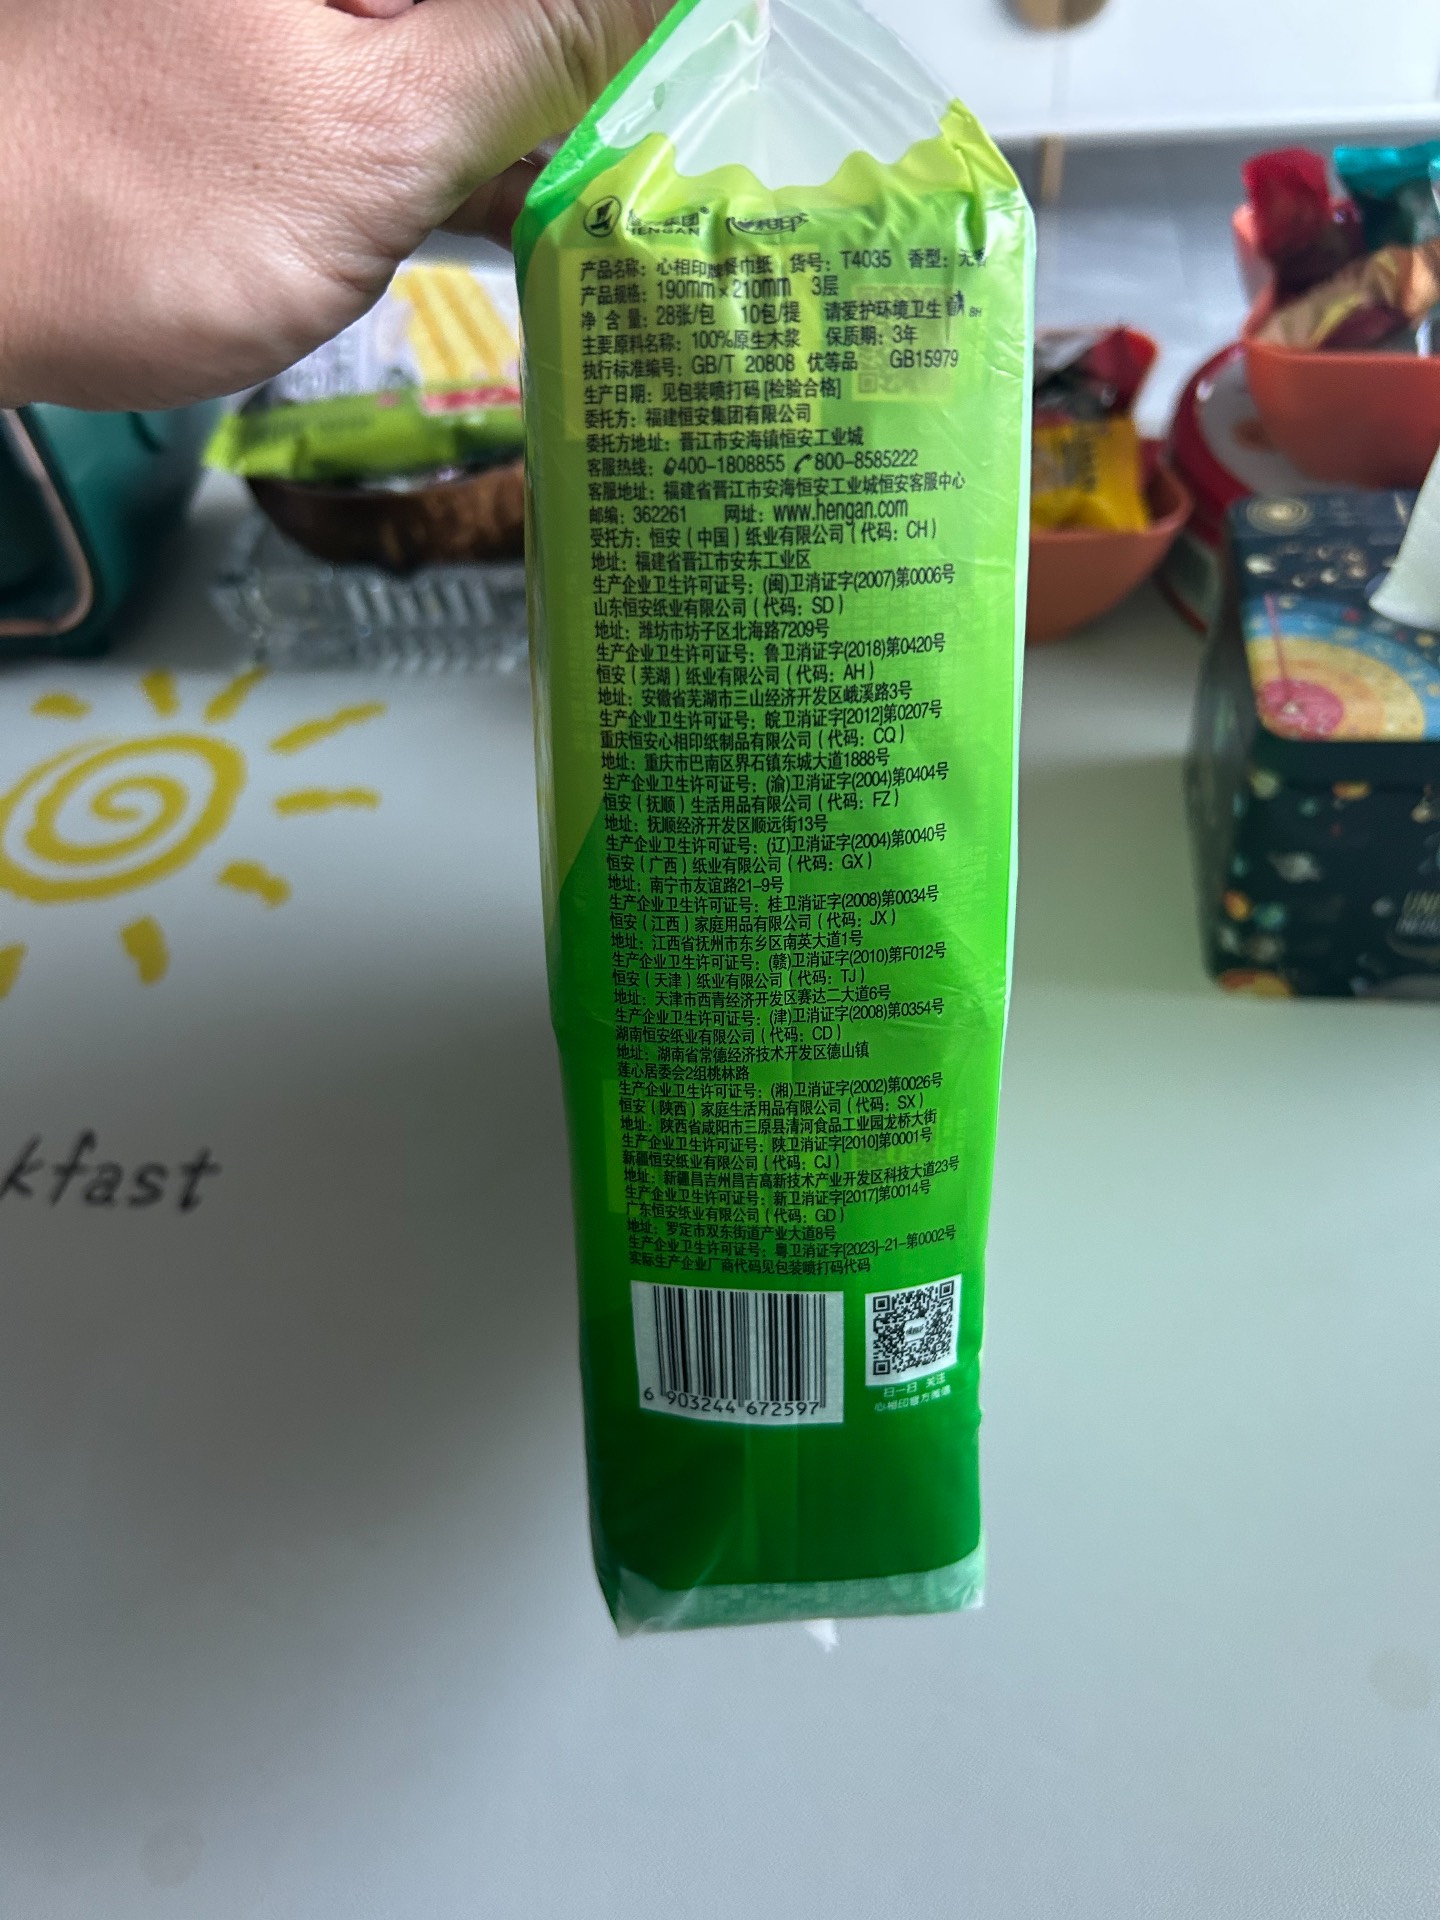 HENGAN
产品名称：心相印牌餐巾纸 货号：T4035 香型：无香
产品规格：190mm×210mm 3层
净 含 量：28张/包 10包/提 请爱护环境卫生
主要原料名称：100%原生木浆 保质期：3年
执行标准编号：GB/T 20808 优等品 GB15979
生产日期：见包装喷打码 [检验合格]
委托方：福建恒安集团有限公司
委托方地址：晋江市安海镇恒安工业城
客服热线：400-1808855 800-8585222
客服地址：福建省晋江市安海恒安工业城恒安客服中心
邮编：362261 网址：www.hengan.com
受托方：恒安（中国）纸业有限公司（代码：CH）
地址：福建省晋江市安东工业区
生产企业卫生许可证号：(闽)卫消证字(2007)第0006号
山东恒安纸业有限公司（代码：SD）
地址：潍坊市坊子区北海路7209号
生产企业卫生许可证号：鲁卫消证字(2018)第0420号
恒安（芜湖）纸业有限公司（代码：AH）
地址：安徽省芜湖市三山经济开发区峨溪路3号
生产企业卫生许可证号：皖卫消证字[2012]第0207号
重庆恒安心相印纸制品有限公司（代码：CQ）
地址：重庆市巴南区界石镇东城大道1888号
生产企业卫生许可证号：(渝)卫消证字(2004)第0404号
恒安（抚顺）生活用品有限公司（代码：FZ）
地址：抚顺经济开发区顺远街13号
生产企业卫生许可证号：(辽)卫消证字(2004)第0040号
恒安（广西）纸业有限公司（代码：GX）
地址：南宁市友谊路21-9号
生产企业卫生许可证号：桂卫消证字(2008)第0034号
恒安（江西）家庭用品有限公司（代码：JX）
地址：江西省抚州市东乡区南英大道1号
生产企业卫生许可证号：(赣)卫消证字(2010)第F012号
恒安（天津）纸业有限公司（代码：TJ）
地址：天津市西青经济开发区赛达二大道6号
生产企业卫生许可证号：(津)卫消证字(2008)第0354号
湖南恒安纸业有限公司（代码：CD）
地址：湖南省常德经济技术开发区德山镇
莲心居委会2组桃林路
生产企业卫生许可证号：(湘)卫消证字(2002)第0026号
恒安（陕西）家庭生活用品有限公司（代码：SX）
地址：陕西省咸阳市三原县清河食品工业园龙桥大街
生产企业卫生许可证号：陕卫消证字[2010]第0001号
新疆恒安纸业有限公司（代码：CJ）
地址：新疆昌吉州昌吉高新技术产业开发区科技大道23号
生产企业卫生许可证号：新卫消证字[2017]第0014号
广东恒安纸业有限公司（代码：GD）
地址：罗定市双东街道产业大道8号
生产企业卫生许可证号：粤卫消证字[2023]-21-第0002号
实际生产企业厂商代码见包装喷打码代码
6 903244 672597
扫一扫 关注
心相印官方微信
kfast